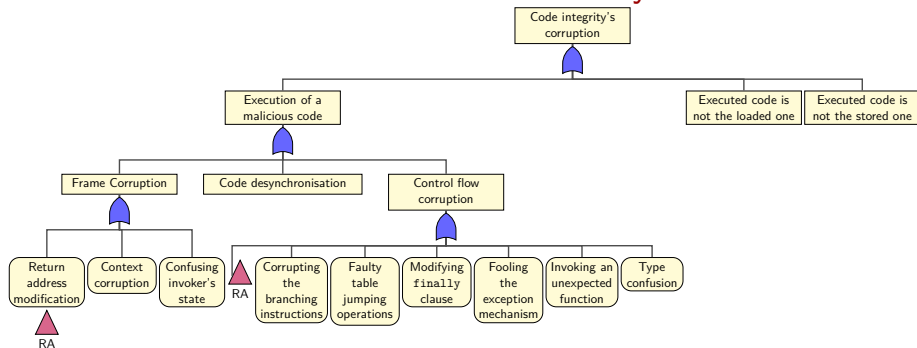 Code integrity's
corruption
Execution of a
malicious code
Executed code is
not the loaded one
Executed code is
not the stored one
Frame Corruption
Code desynchronisation
Control flow
corruption
Return
address
modification
Context
corruption
Confusing
invoker's
state
RA
Corrupting
the
branching
instructions
Faulty
table
jumping
operations
Modifying
finally
clause
Fooling
the
exception
mechanism
Invoking an
unexpected
function
Type
confusion
RA